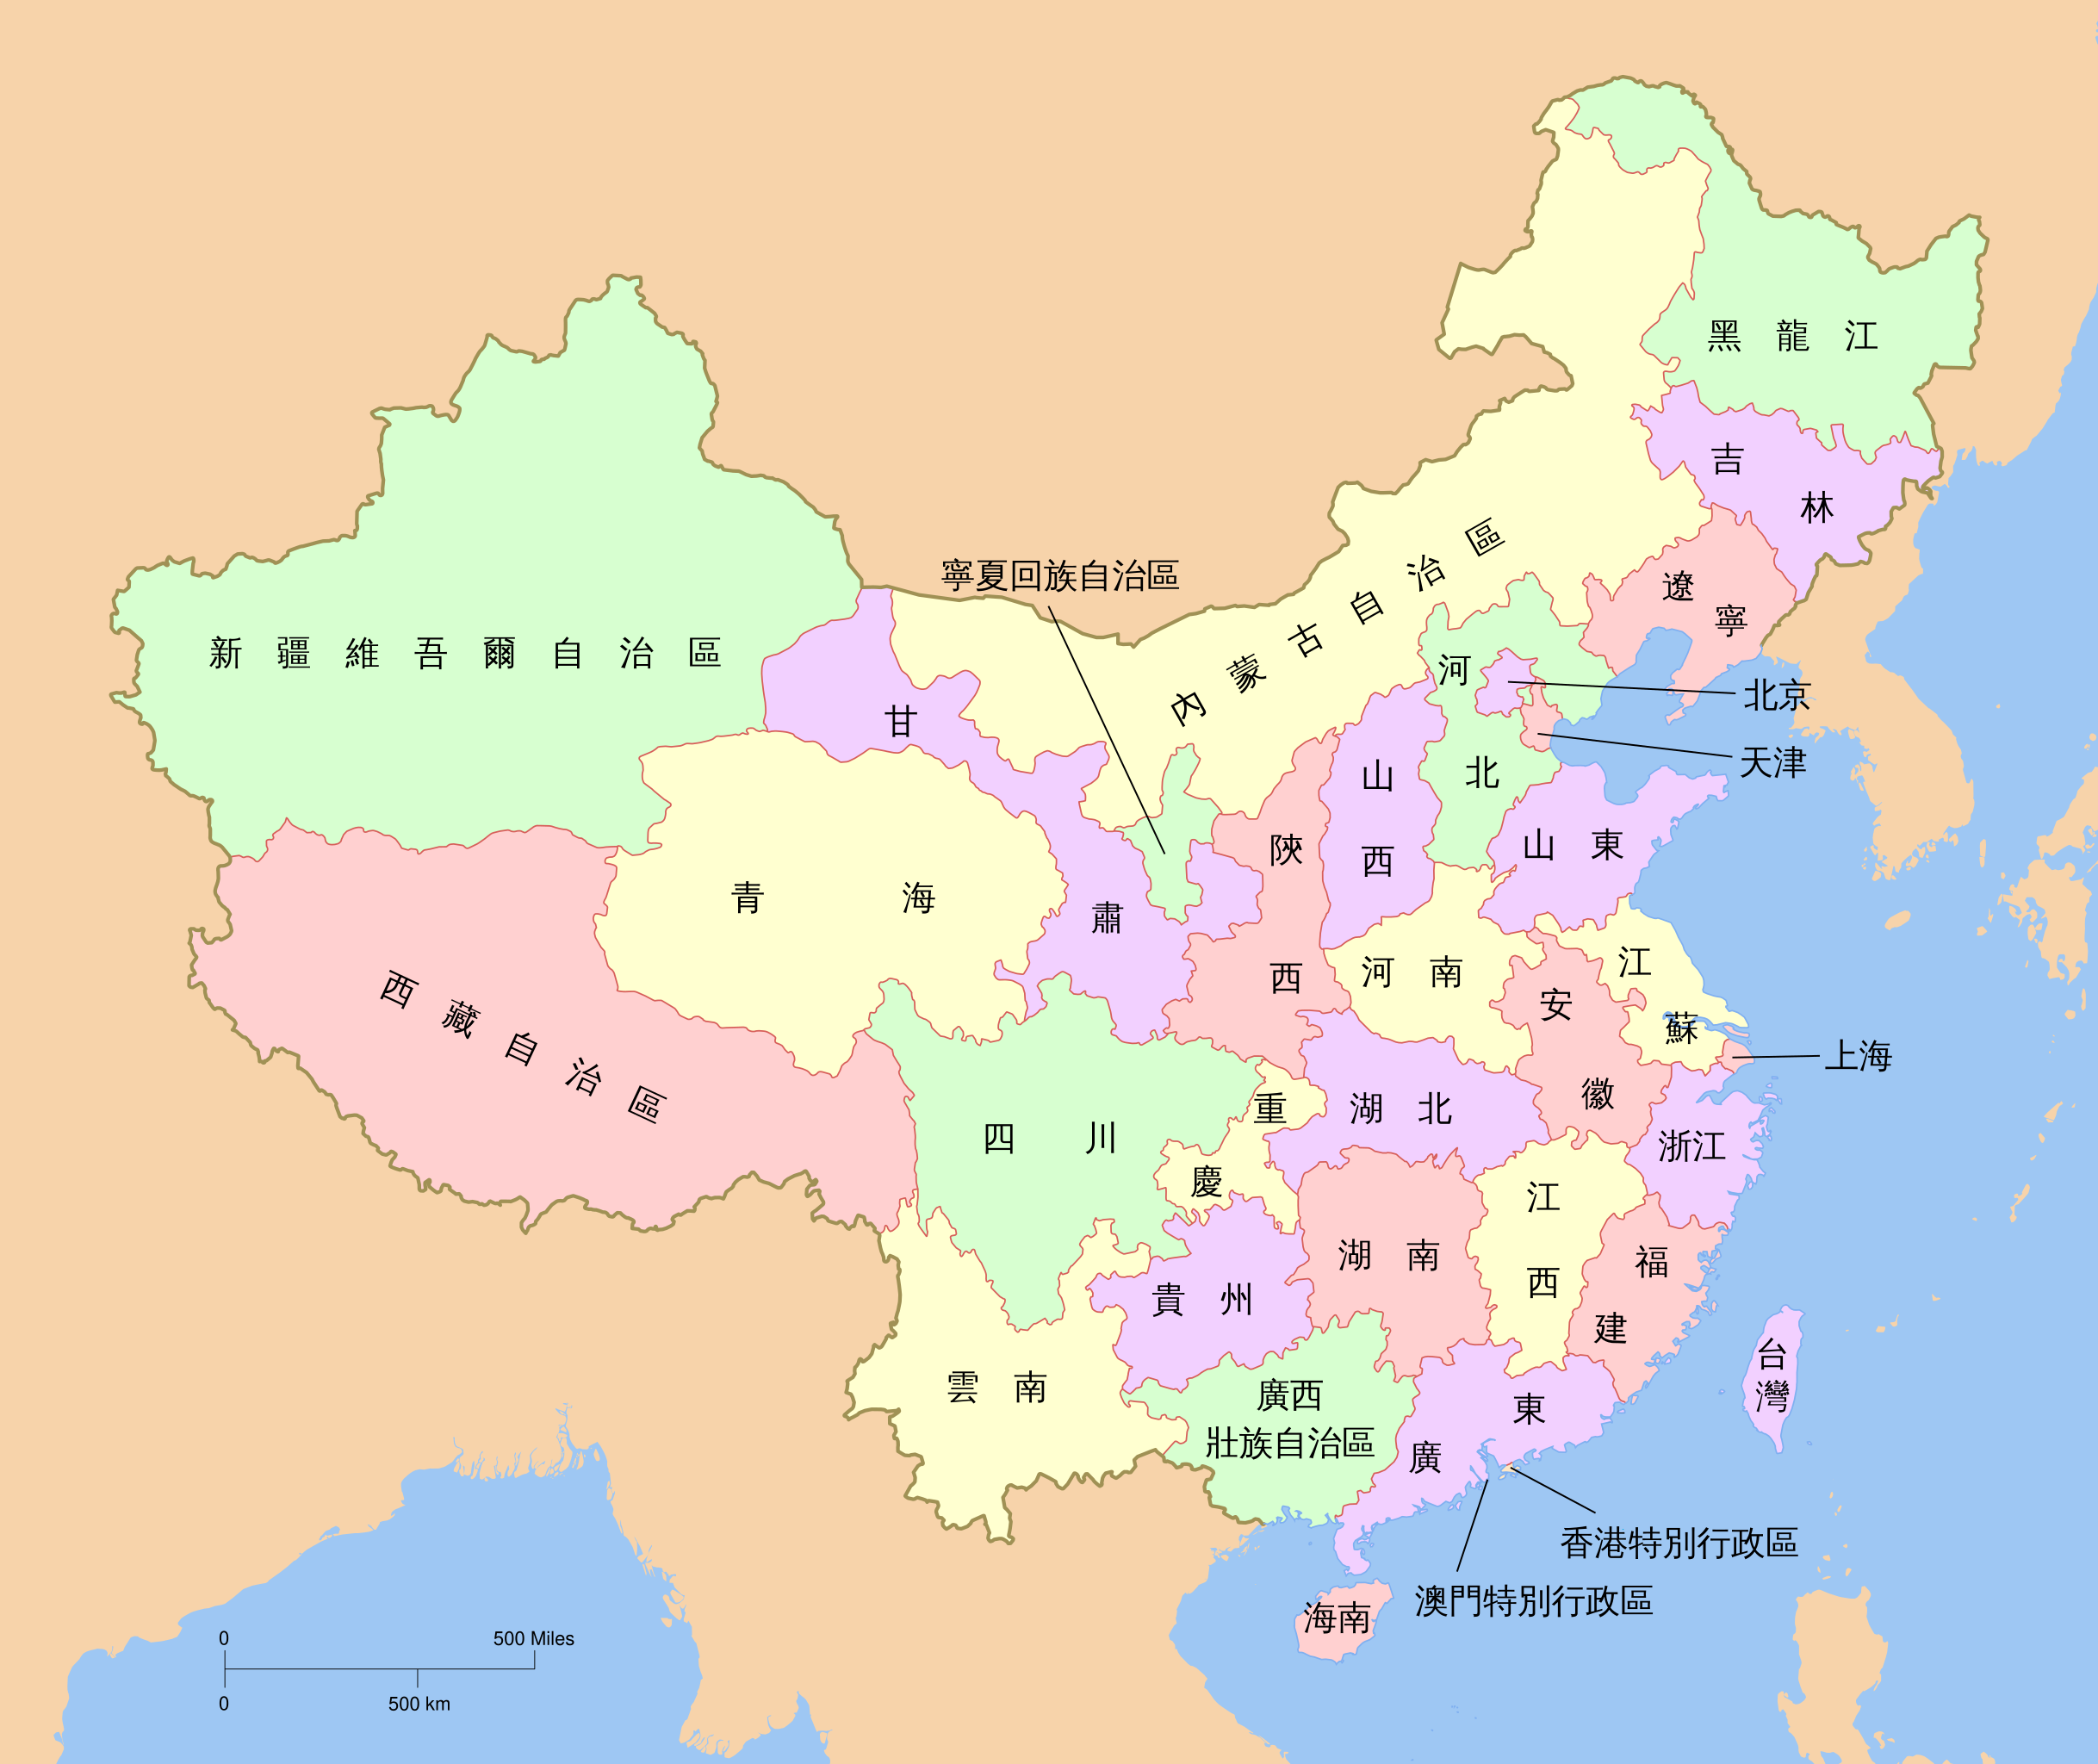 黑龍江
吉林
遼寧
內蒙古自治區
寧夏回族自治區
新疆維吾爾自治區
河北
北京
天津
甘肅
山西
陝西
山東
青海
河南
江蘇
安徽
上海
西藏自治區
四川
重慶
湖北
浙江
江西
湖南
福建
貴州
雲南
廣西
壯族自治區
廣東
台灣
香港特別行政區
澳門特別行政區
海南
0
500 Miles
0
500 km